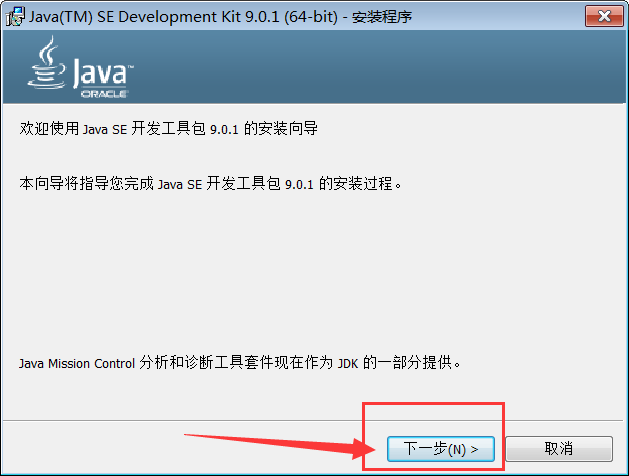 Java(TM) SE Development Kit 9.0.1 (64-bit) - 安装程序
Java™
ORACLE
欢迎使用 Java SE 开发工具包 9.0.1 的安装向导
本向导将指导您完成 Java SE 开发工具包 9.0.1 的安装过程。
Java Mission Control 分析和诊断工具套件现在作为 JDK 的一部分提供。
下一步(N) >
取消